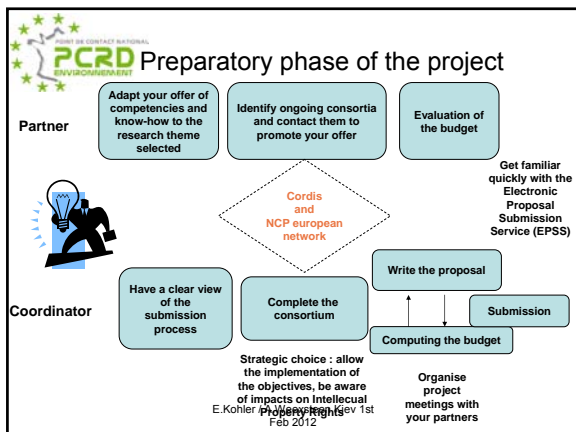 POINT DE CONTACT NATIONAL
PCRD
ENVIRONNEMENT
Preparatory phase of the project
Partner
Adapt your offer of
competencies and
know-how to the
research theme
selected
Identify ongoing consortia
and contact them to
promote your offer
Evaluation of
the budget
Get familiar
quickly with the
Electronic
Proposal
Submission
Service (EPSS)
Cordis
and
NCP european
network
Coordinator
Have a clear view
of the
submission
process
Complete the
consortium
Write the proposal
Submission
Computing the budget
Strategic choice : allow
the implementation of
the objectives, be aware
of impacts on Intellecual
Property Rights
Organise
project
meetings with
your partners
E.Kohler / A. Kiev 1st
Feb 2012